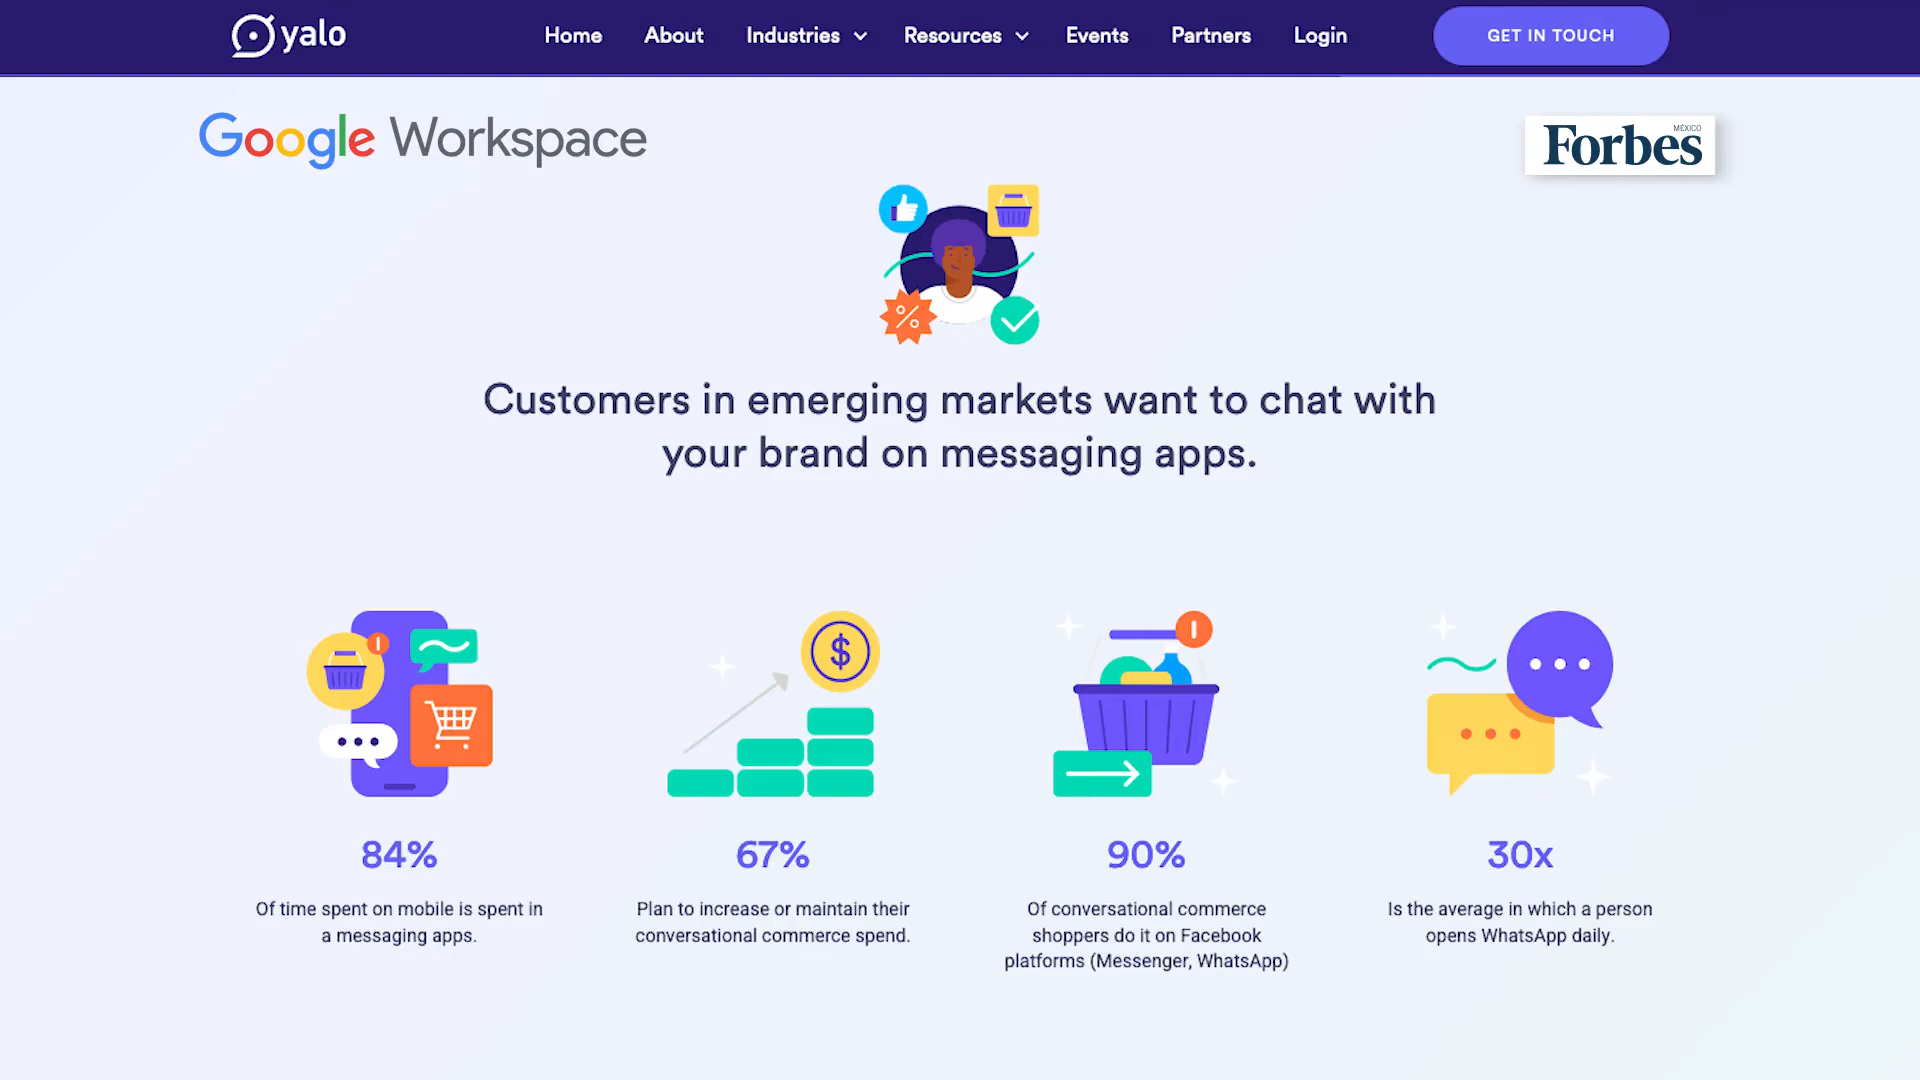 yalo
Home
About
Industries
Resources
Events
Partners
Login
GET IN TOUCH
Google Workspace
Forbes
MÉXICO
%
Customers in emerging markets want to chat with
your brand on messaging apps.
$
84%
Of time spent on mobile is spent in
a messaging apps.
67%
Plan to increase or maintain their
conversational commerce spend.
90%
Of conversational commerce
shoppers do it on Facebook
platforms (Messenger, WhatsApp)
30x
Is the average in which a person
opens WhatsApp daily.